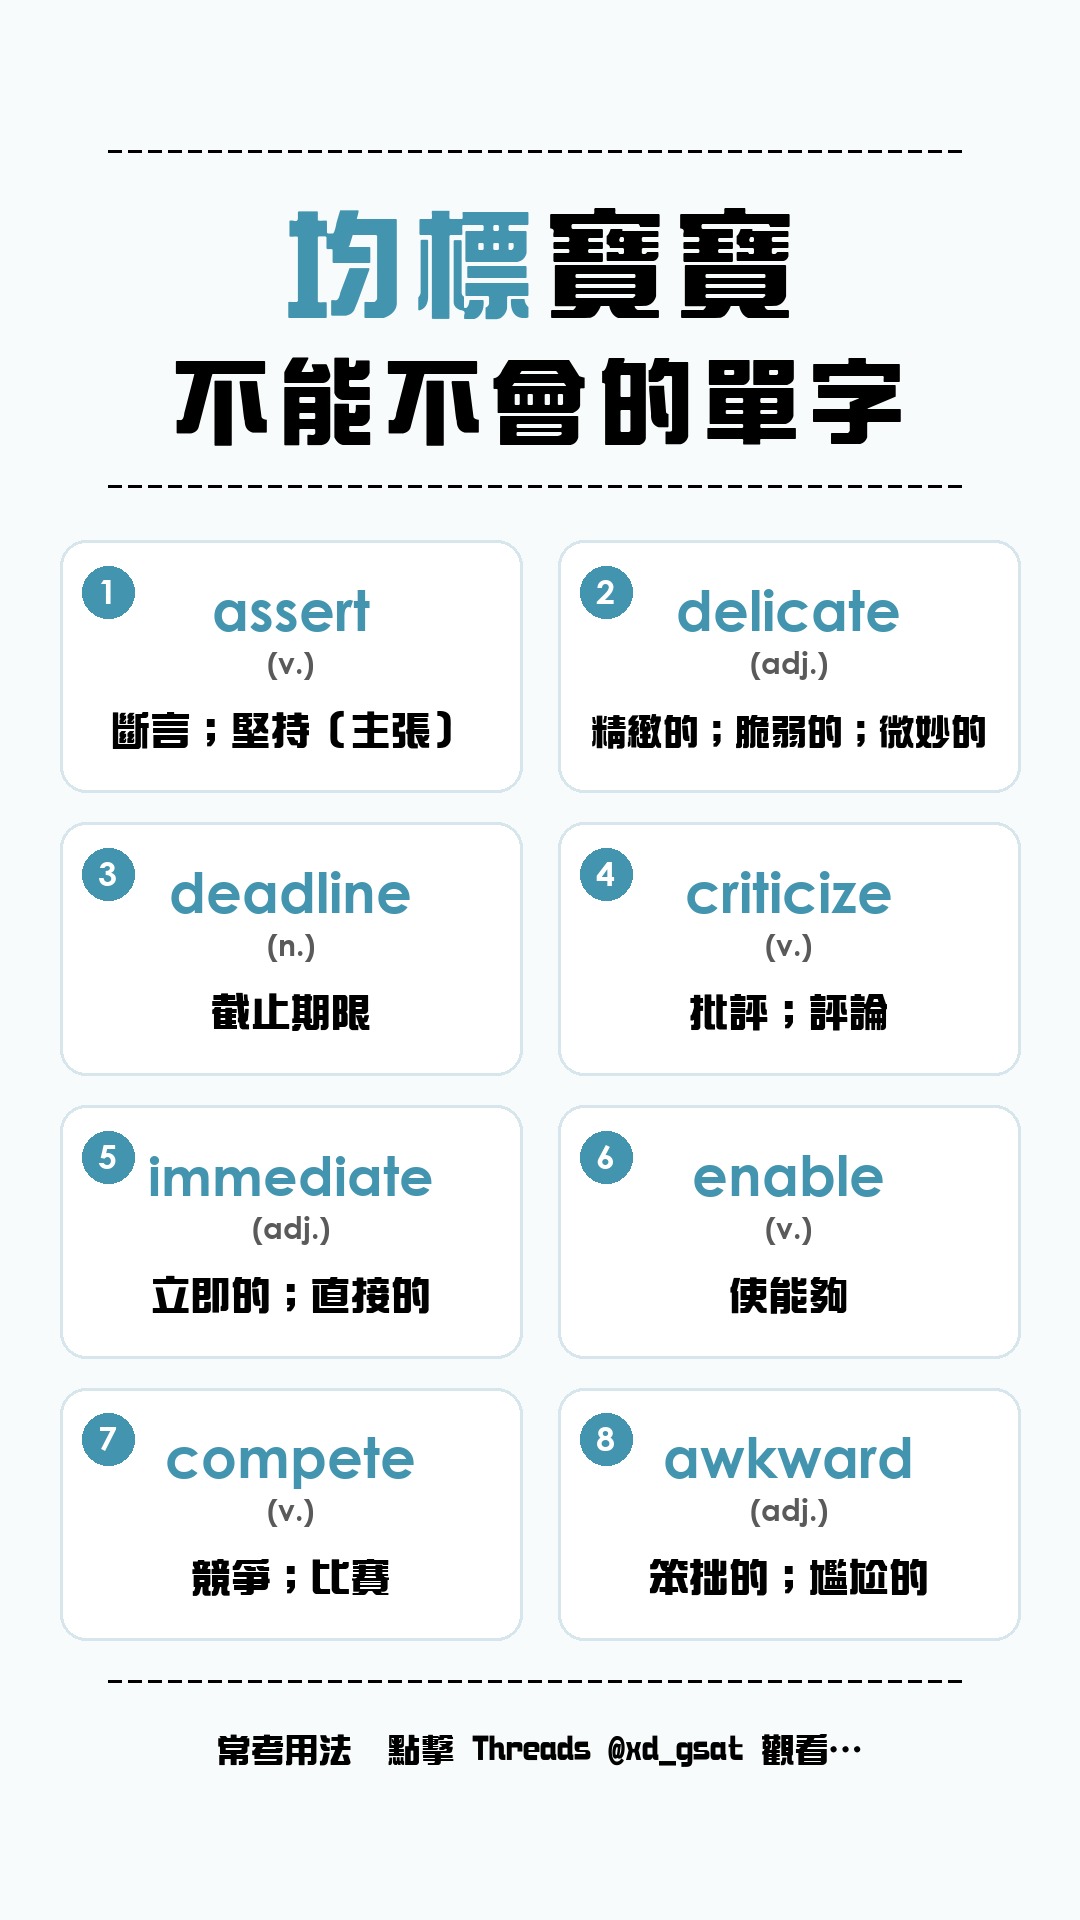 均標寶寶
不能不會的單字
1
assert
(v.)
斷言；堅持（主張）
2
delicate
(adj.)
精緻的；脆弱的；微妙的
3
deadline
(n.)
截止期限
4
criticize
(v.)
批評；評論
5
immediate
(adj.)
立即的；直接的
6
enable
(v.)
使能夠
7
compete
(v.)
競爭；比賽
8
awkward
(adj.)
笨拙的；尷尬的
常考用法　點擊 Threads @xd_gsat 觀看…